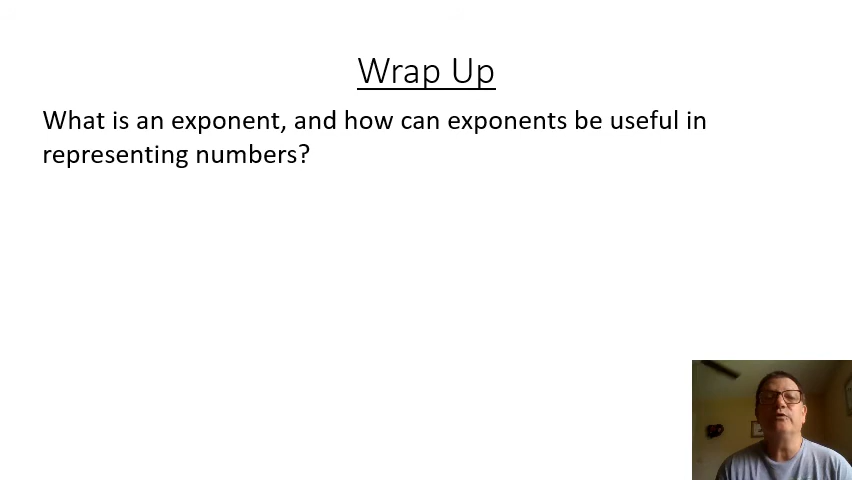 Wrap Up
What is an exponent, and how can exponents be useful in
representing numbers?